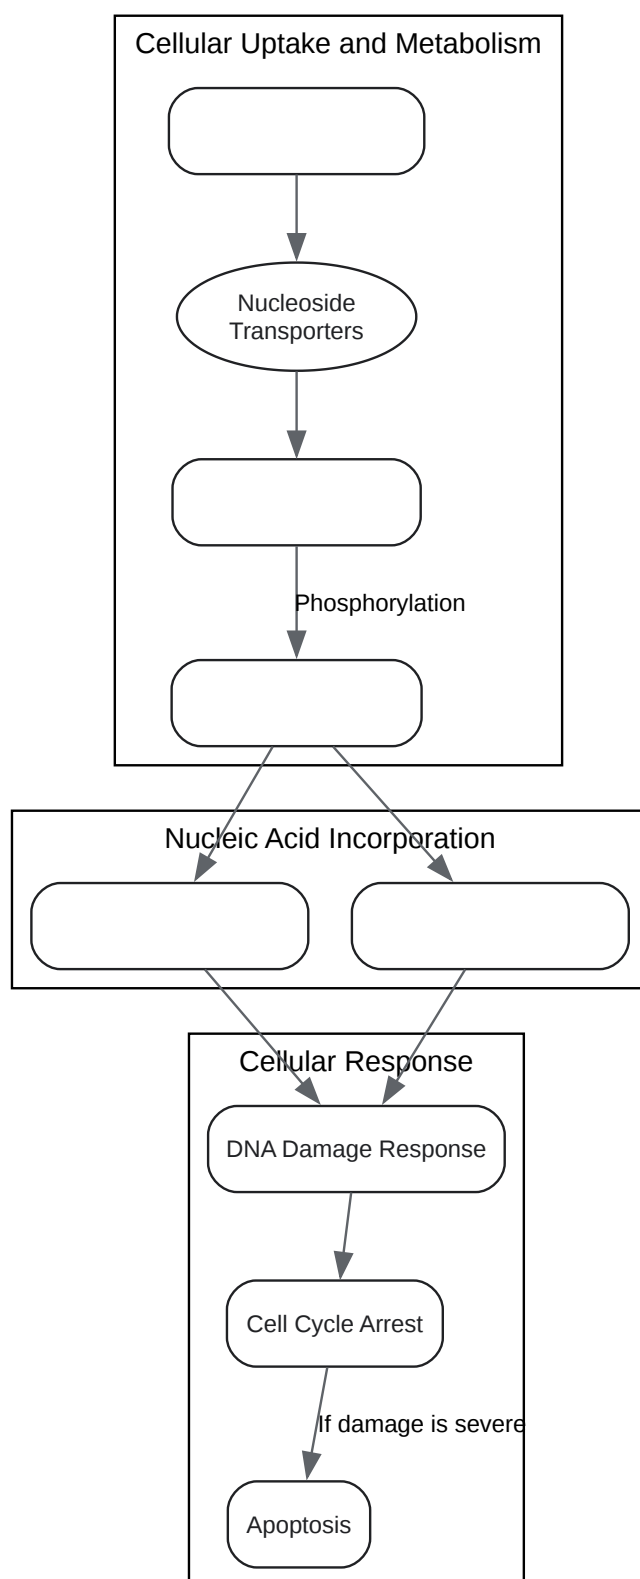 Cellular Uptake and Metabolism
Nucleoside
Transporters
Phosphorylation
Nucleic Acid Incorporation
Cellular Response
DNA Damage Response
Cell Cycle Arrest
If damage is severe
Apoptosis